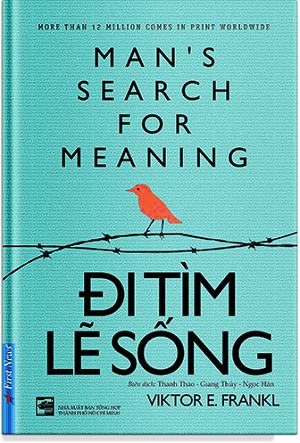 MORE THAN 12 MILLION COMES IN PRINT WORLDWIDE
MAN'S
SEARCH
FOR
MEANING
ĐI TÌM
LẼ SỐNG
Biên dịch: Thanh Thảo - Giang Thủy - Ngọc Hân
VIKTOR E. FRANKL
NHÀ XUẤT BẢN TỔNG HỢP
THÀNH PHỐ HỒ CHÍ MINH
First News